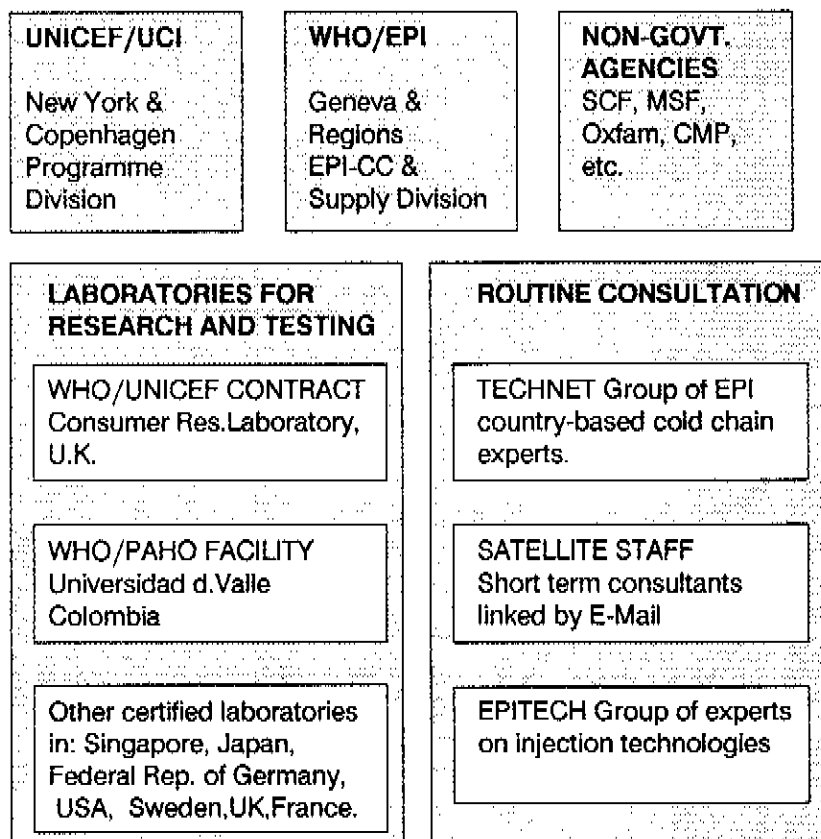 UNICEF/UCI
New York &
Copenhagen
Programme
Division
WHO/EPI
Geneva &
Regions
EPI-CC &
Supply Division
NON-GOVT.
AGENCIES
SCF, MSF,
Oxfam, CMP,
etc.
LABORATORIES FOR
RESEARCH AND TESTING
WHO/UNICEF CONTRACT
Consumer Res.Laboratory,
U.K.
WHO/PAHO FACILITY
Universidad d.Valle
Colombia
Other certified laboratories
in: Singapore, Japan,
Federal Rep. of Germany,
USA, Sweden,UK,France.
ROUTINE CONSULTATION
TECHNET Group of EPI
country-based cold chain
experts.
SATELLITE STAFF
Short term consultants
linked by E-Mail
EPITECH Group of experts
on injection technologies